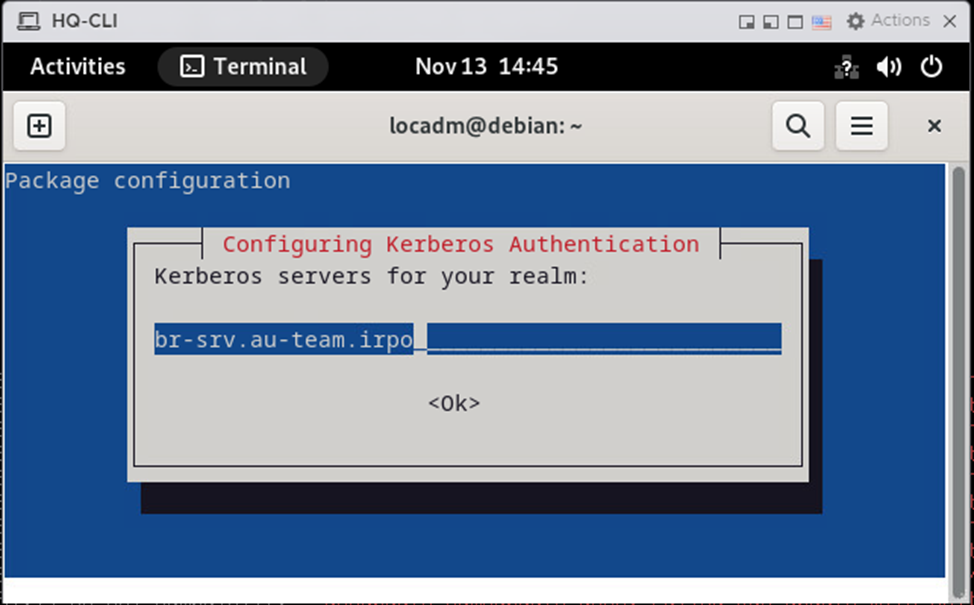 HQ-CLI
Actions
Activities
Terminal
Nov 13 14:45
locadm@debian: ~
Package configuration
Configuring Kerberos Authentication
Kerberos servers for your realm:
br-srv.au-team.irpo
<Ok>